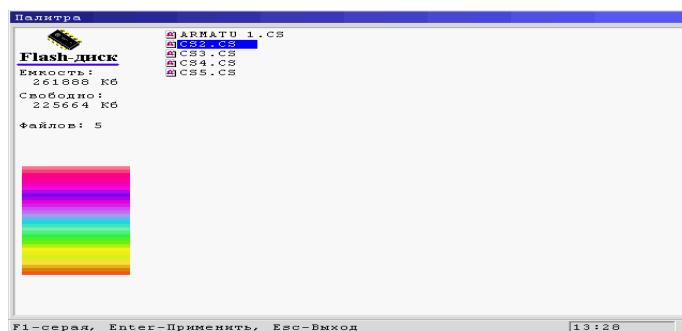 Палитра
Flash-диск
Емкость:
261888 Кб
Свободно:
225664 Кб
Файлов: 5
ARMATU 1.CS
CS2.CS
CS3.CS
CS4.CS
CS5.CS
F1-серая, Enter-Применить, Esc-Выход
13:28